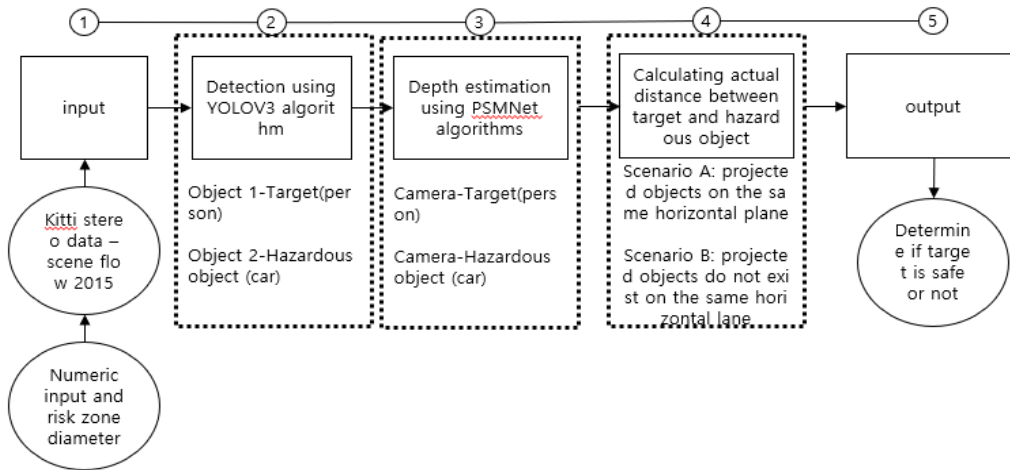 1
2
3
4
5
input
Detection using
YOLOV3 algorit
hm
Depth estimation
using PSMNet
algorithms
Calculating actual
distance between
target and hazard
ous object
output
Kitti stere
o data –
scene flo
w 2015
Numeric
input and
risk zone
diameter
Object 1-Target(per
son)
Object 2-Hazardous
object (car)
Camera-Target(pers
on)
Camera-Hazardous
object (car)
Scenario A: projecte
d objects on the sa
me horizontal plane
Scenario B: projecte
d objects do not ex
ist on the same hori
zontal lane
Determin
e if targe
t is safe
or not